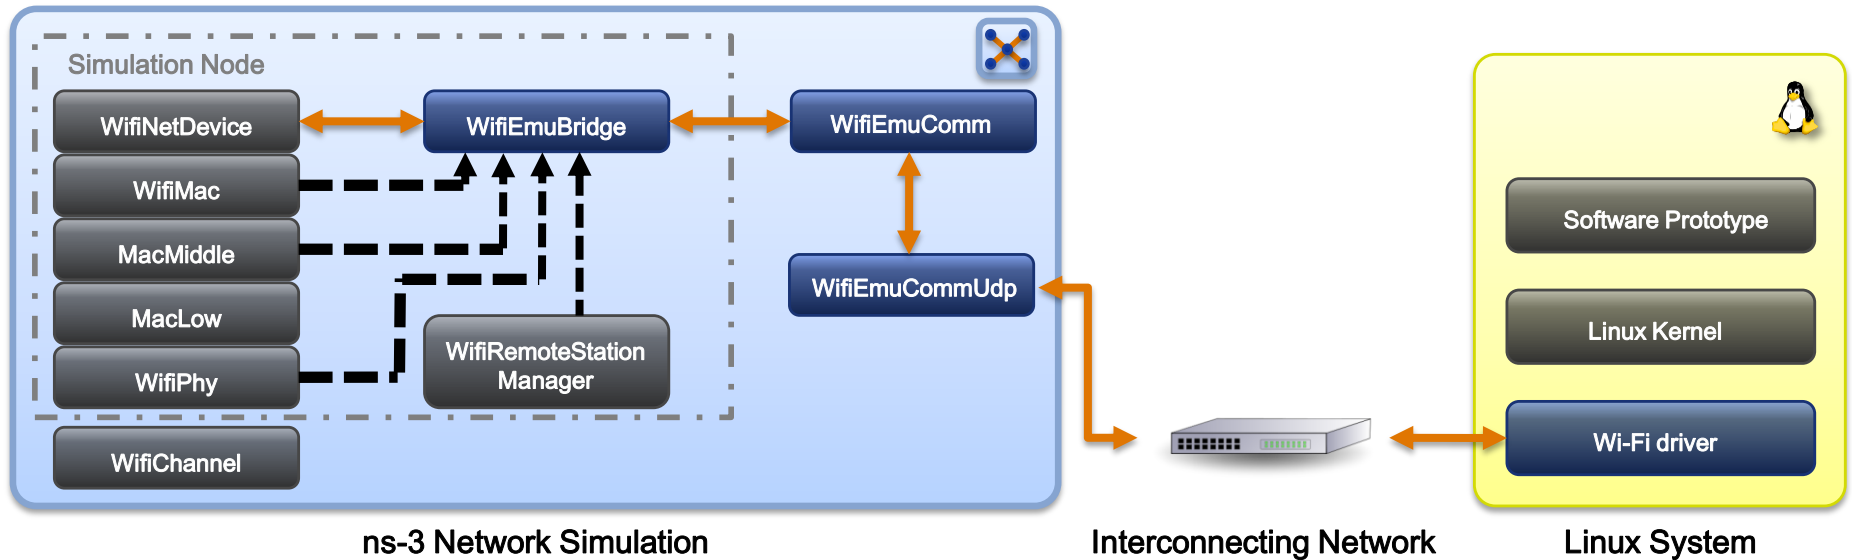 Simulation Node
WifiNetDevice
WifiMac
MacMiddle
MacLow
WifiPhy
WifiChannel
WifiEmuBridge
WifiRemoteStation
Manager
WifiEmuComm
WifiEmuCommUdp
Software Prototype
Linux Kernel
Wi-Fi driver
ns-3 Network Simulation
Interconnecting Network
Linux System